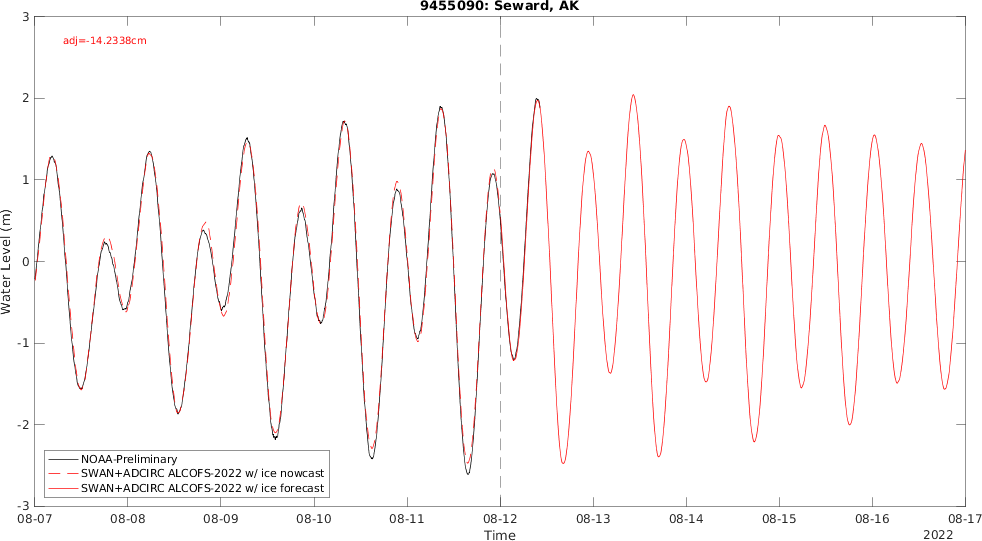 9455090: Seward, AK
adj=-14.2338cm
3
2
1
0
-1
-2
-3
Water Level (m)
NOAA-Preliminary
SWAN+ADCIRC ALCOFS-2022 w/ ice nowcast
SWAN+ADCIRC ALCOFS-2022 w/ ice forecast
08-07 08-08 08-09 08-10 08-11 08-12 08-13 08-14 08-15 08-16 08-17
Time
2022